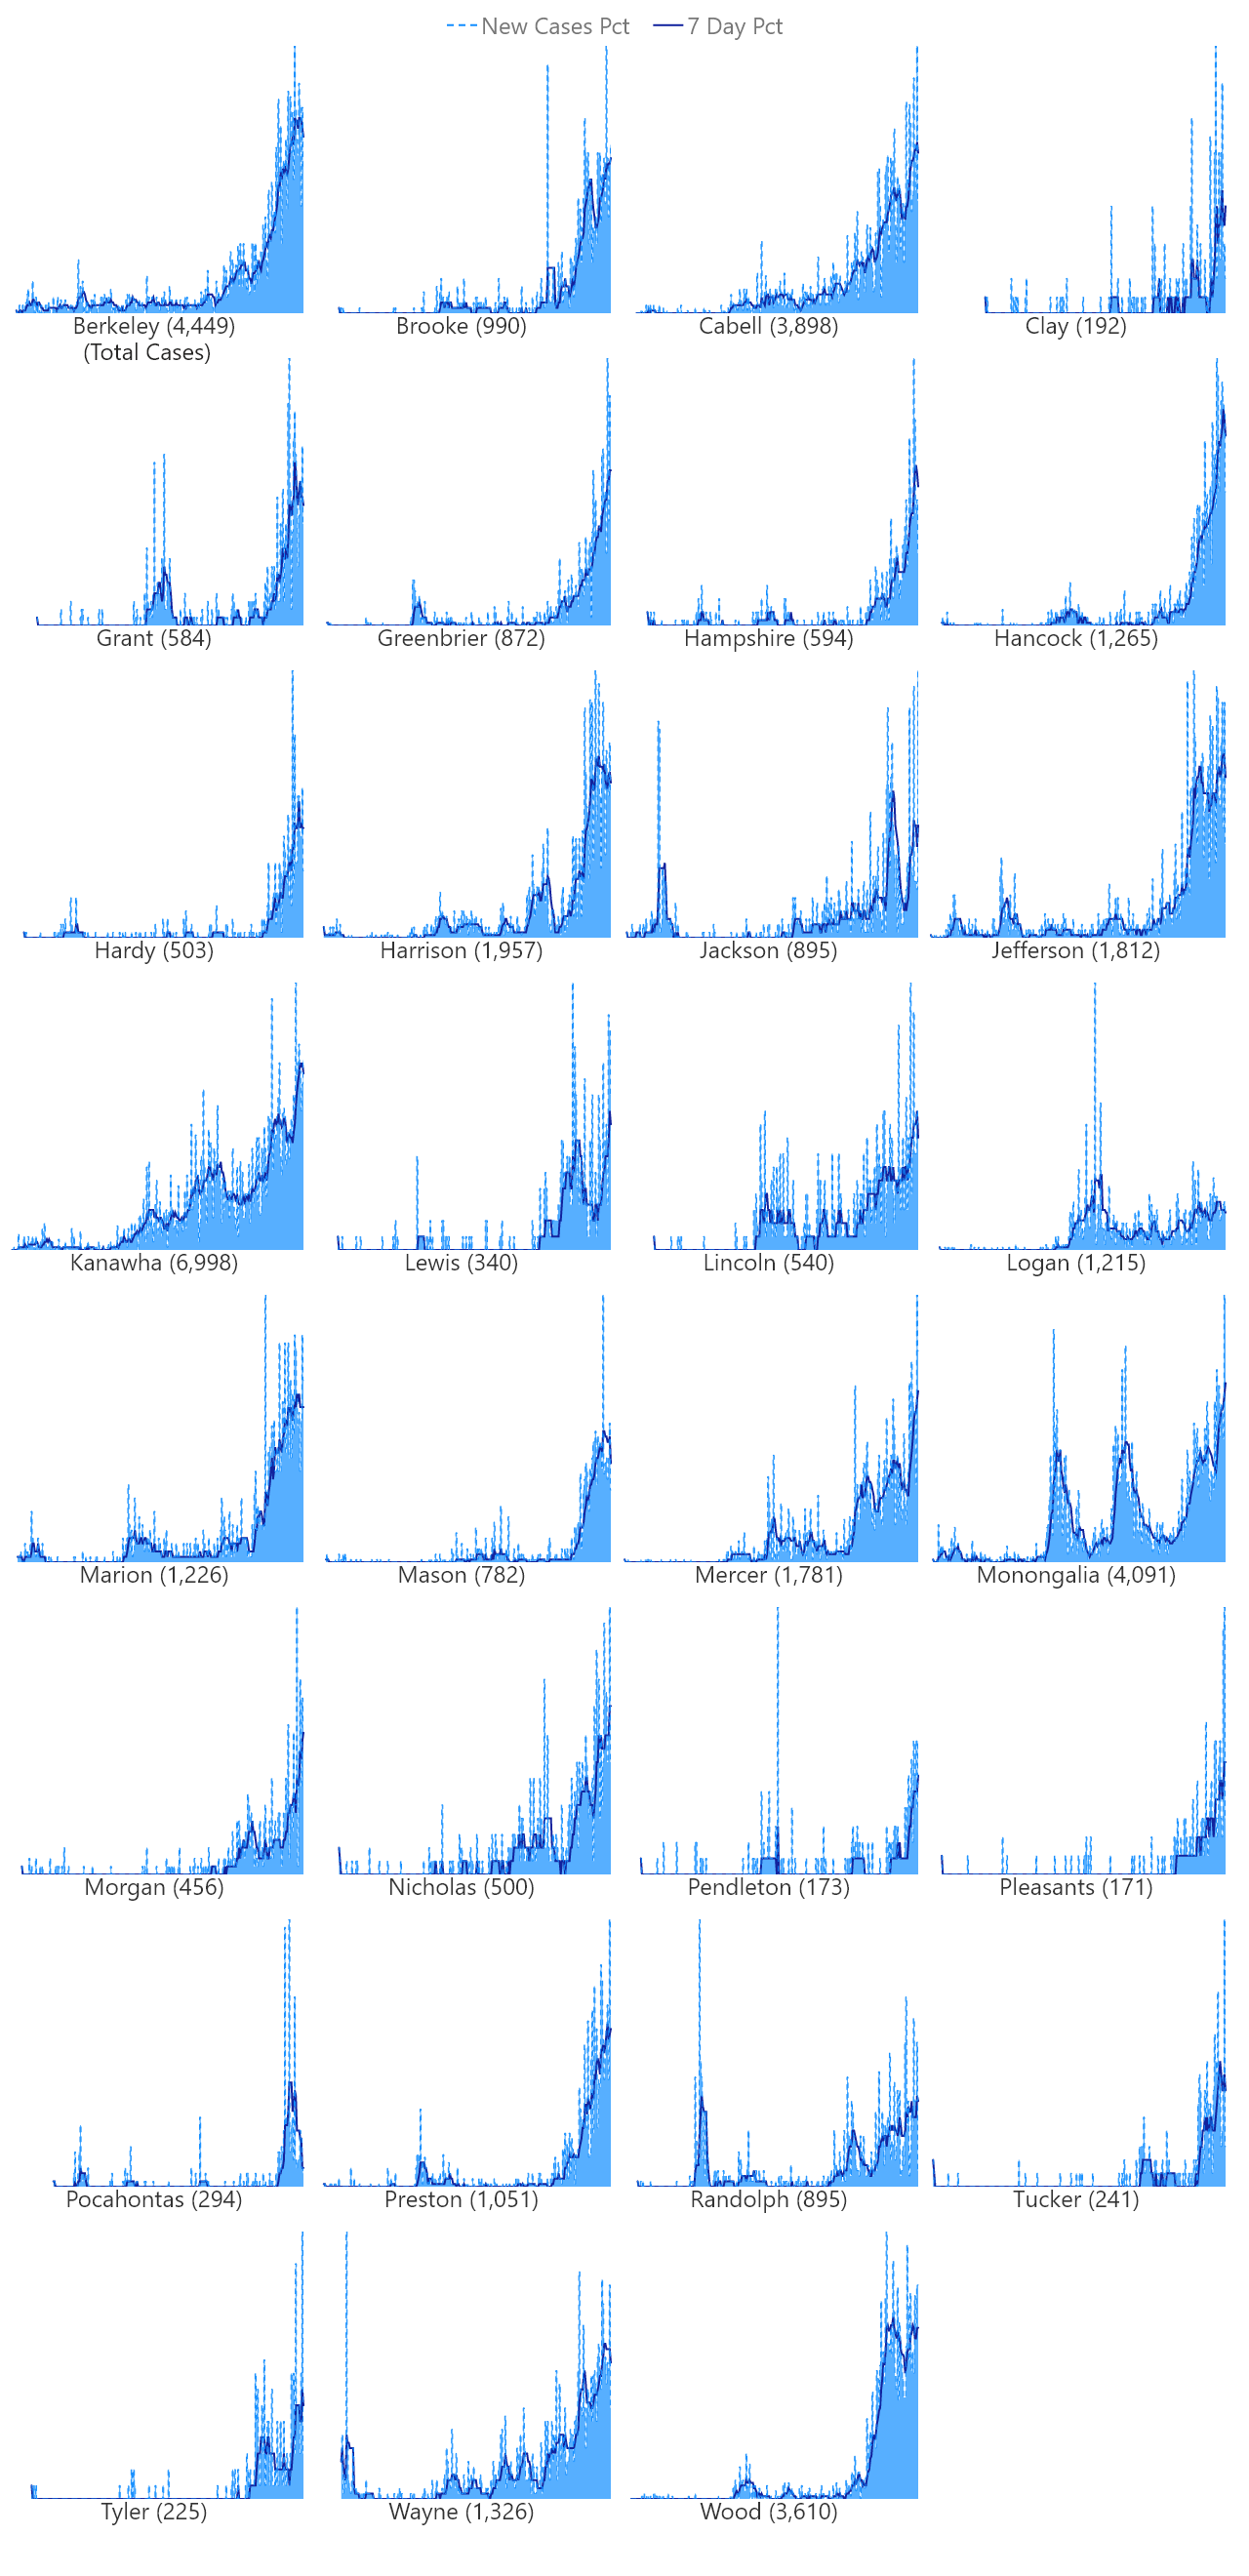 New Cases Pct 7 Day Pct
Berkeley (4,449)
(Total Cases)
Brooke (990)
Cabell (3,898)
Clay (192)
Grant (584)
Greenbrier (872)
Hampshire (594)
Hancock (1,265)
Hardy (503)
Harrison (1,957)
Jackson (895)
Jefferson (1,812)
Kanawha (6,998)
Lewis (340)
Lincoln (540)
Logan (1,215)
Marion (1,226)
Mason (782)
Mercer (1,781)
Monongalia (4,091)
Morgan (456)
Nicholas (500)
Pendleton (173)
Pleasants (171)
Pocahontas (294)
Preston (1,051)
Randolph (895)
Tucker (241)
Tyler (225)
Wayne (1,326)
Wood (3,610)